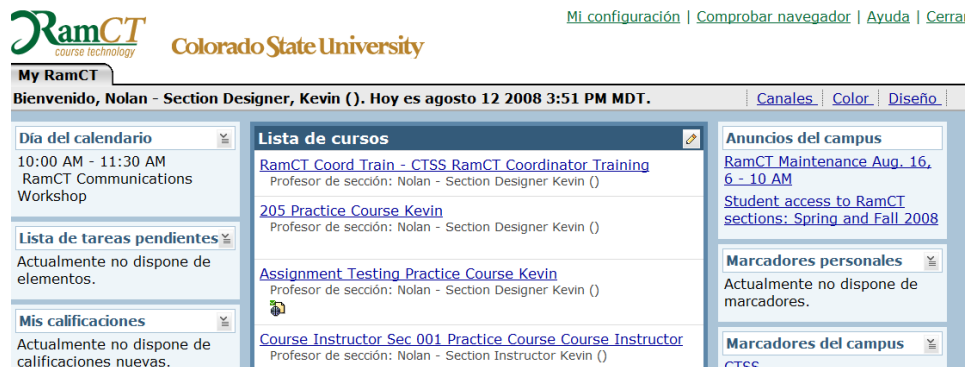 RamCT
course technology
Colorado State University
Mi configuración | Comprobar navegador | Ayuda |
My RamCT
Bienvenido, Nolan - Section Designer, Kevin (). Hoy es agosto 12 2008 3:51 PM MDT.
Canales | Color | Diseño
Día del calendario
10:00 AM - 11:30 AM
RamCT Communications
Workshop
Lista de tareas pendientes
Actualmente no dispone de
elementos.
Mis calificaciones
Actualmente no dispone de
calificaciones nuevas.
Lista de cursos
RamCT Coord Train - CTSS RamCT Coordinator Training
Profesor de sección: Nolan - Section Designer Kevin ()
205 Practice Course Kevin
Profesor de sección: Nolan - Section Designer Kevin ()
Assignment Testing Practice Course Kevin
Profesor de sección: Nolan - Section Designer Kevin ()
Course Instructor Sec 001 Practice Course Course Instructor
Profesor de sección: Nolan - Section Instructor Kevin ()
Anuncios del campus
RamCT Maintenance Aug. 16,
6 - 10 AM
Student access to RamCT
sections: Spring and Fall 2008
Marcadores personales
Actualmente no dispone de
marcadores.
Marcadores del campus
CTSS